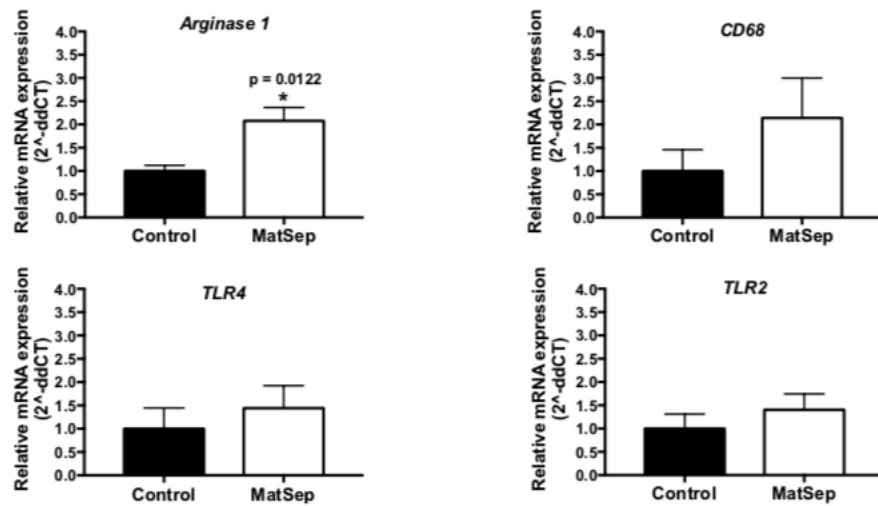 Arginase 1
Relative mRNA expression
(2^-ddCT)
4.0
3.5
3.0
2.5
2.0
1.5
1.0
0.5
0.0
p = 0.0122
*
Control
MatSep
CD68
Relative mRNA expression
(2^-ddCT)
4.0
3.5
3.0
2.5
2.0
1.5
1.0
0.5
0.0
Control
MatSep
TLR4
Relative mRNA expression
(2^-ddCT)
4.0
3.5
3.0
2.5
2.0
1.5
1.0
0.5
0.0
Control
MatSep
TLR2
Relative mRNA expression
(2^-ddCT)
4.0
3.5
3.0
2.5
2.0
1.5
1.0
0.5
0.0
Control
MatSep